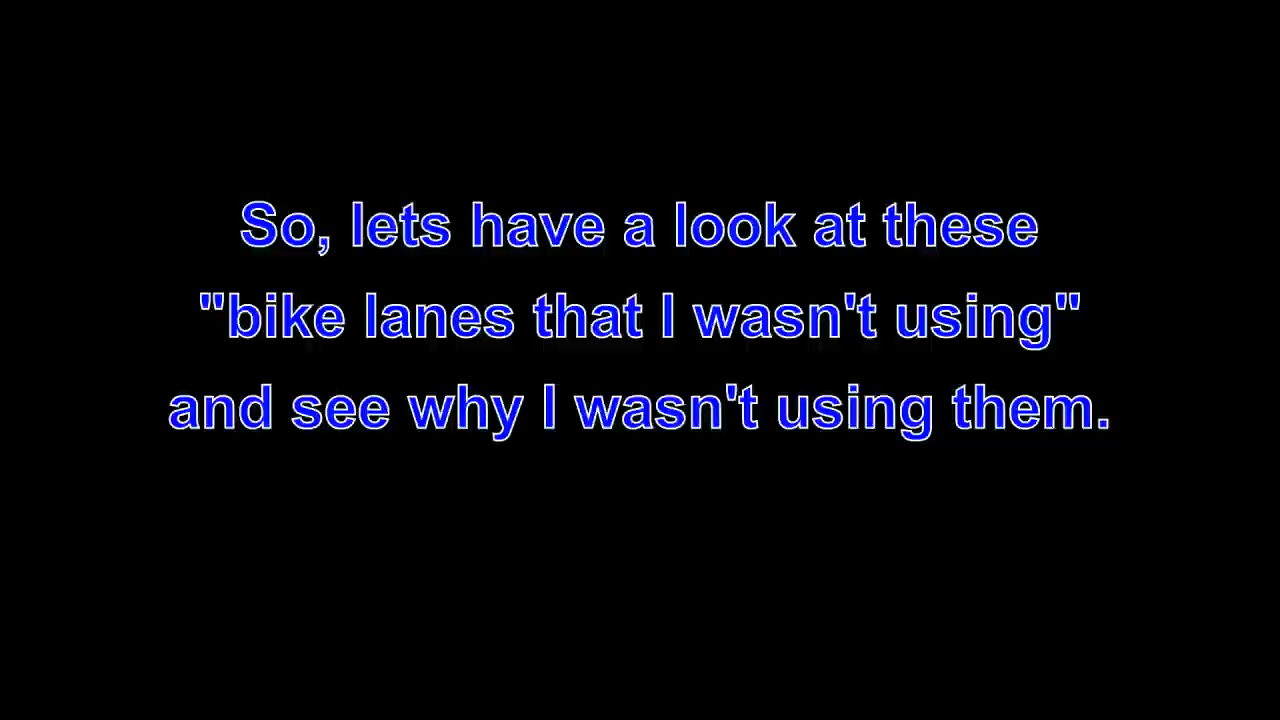 So, lets have a look at these
"bike lanes that I wasn't using"
and see why I wasn't using them.